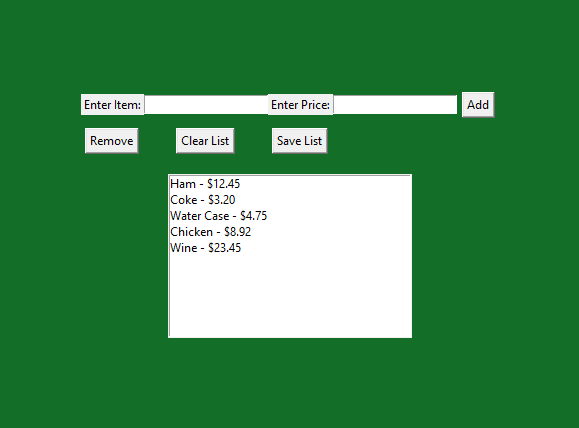 Enter Item: Enter Price: Add
Remove Clear List Save List
Ham - $12.45
Coke - $3.20
Water Case - $4.75
Chicken - $8.92
Wine - $23.45